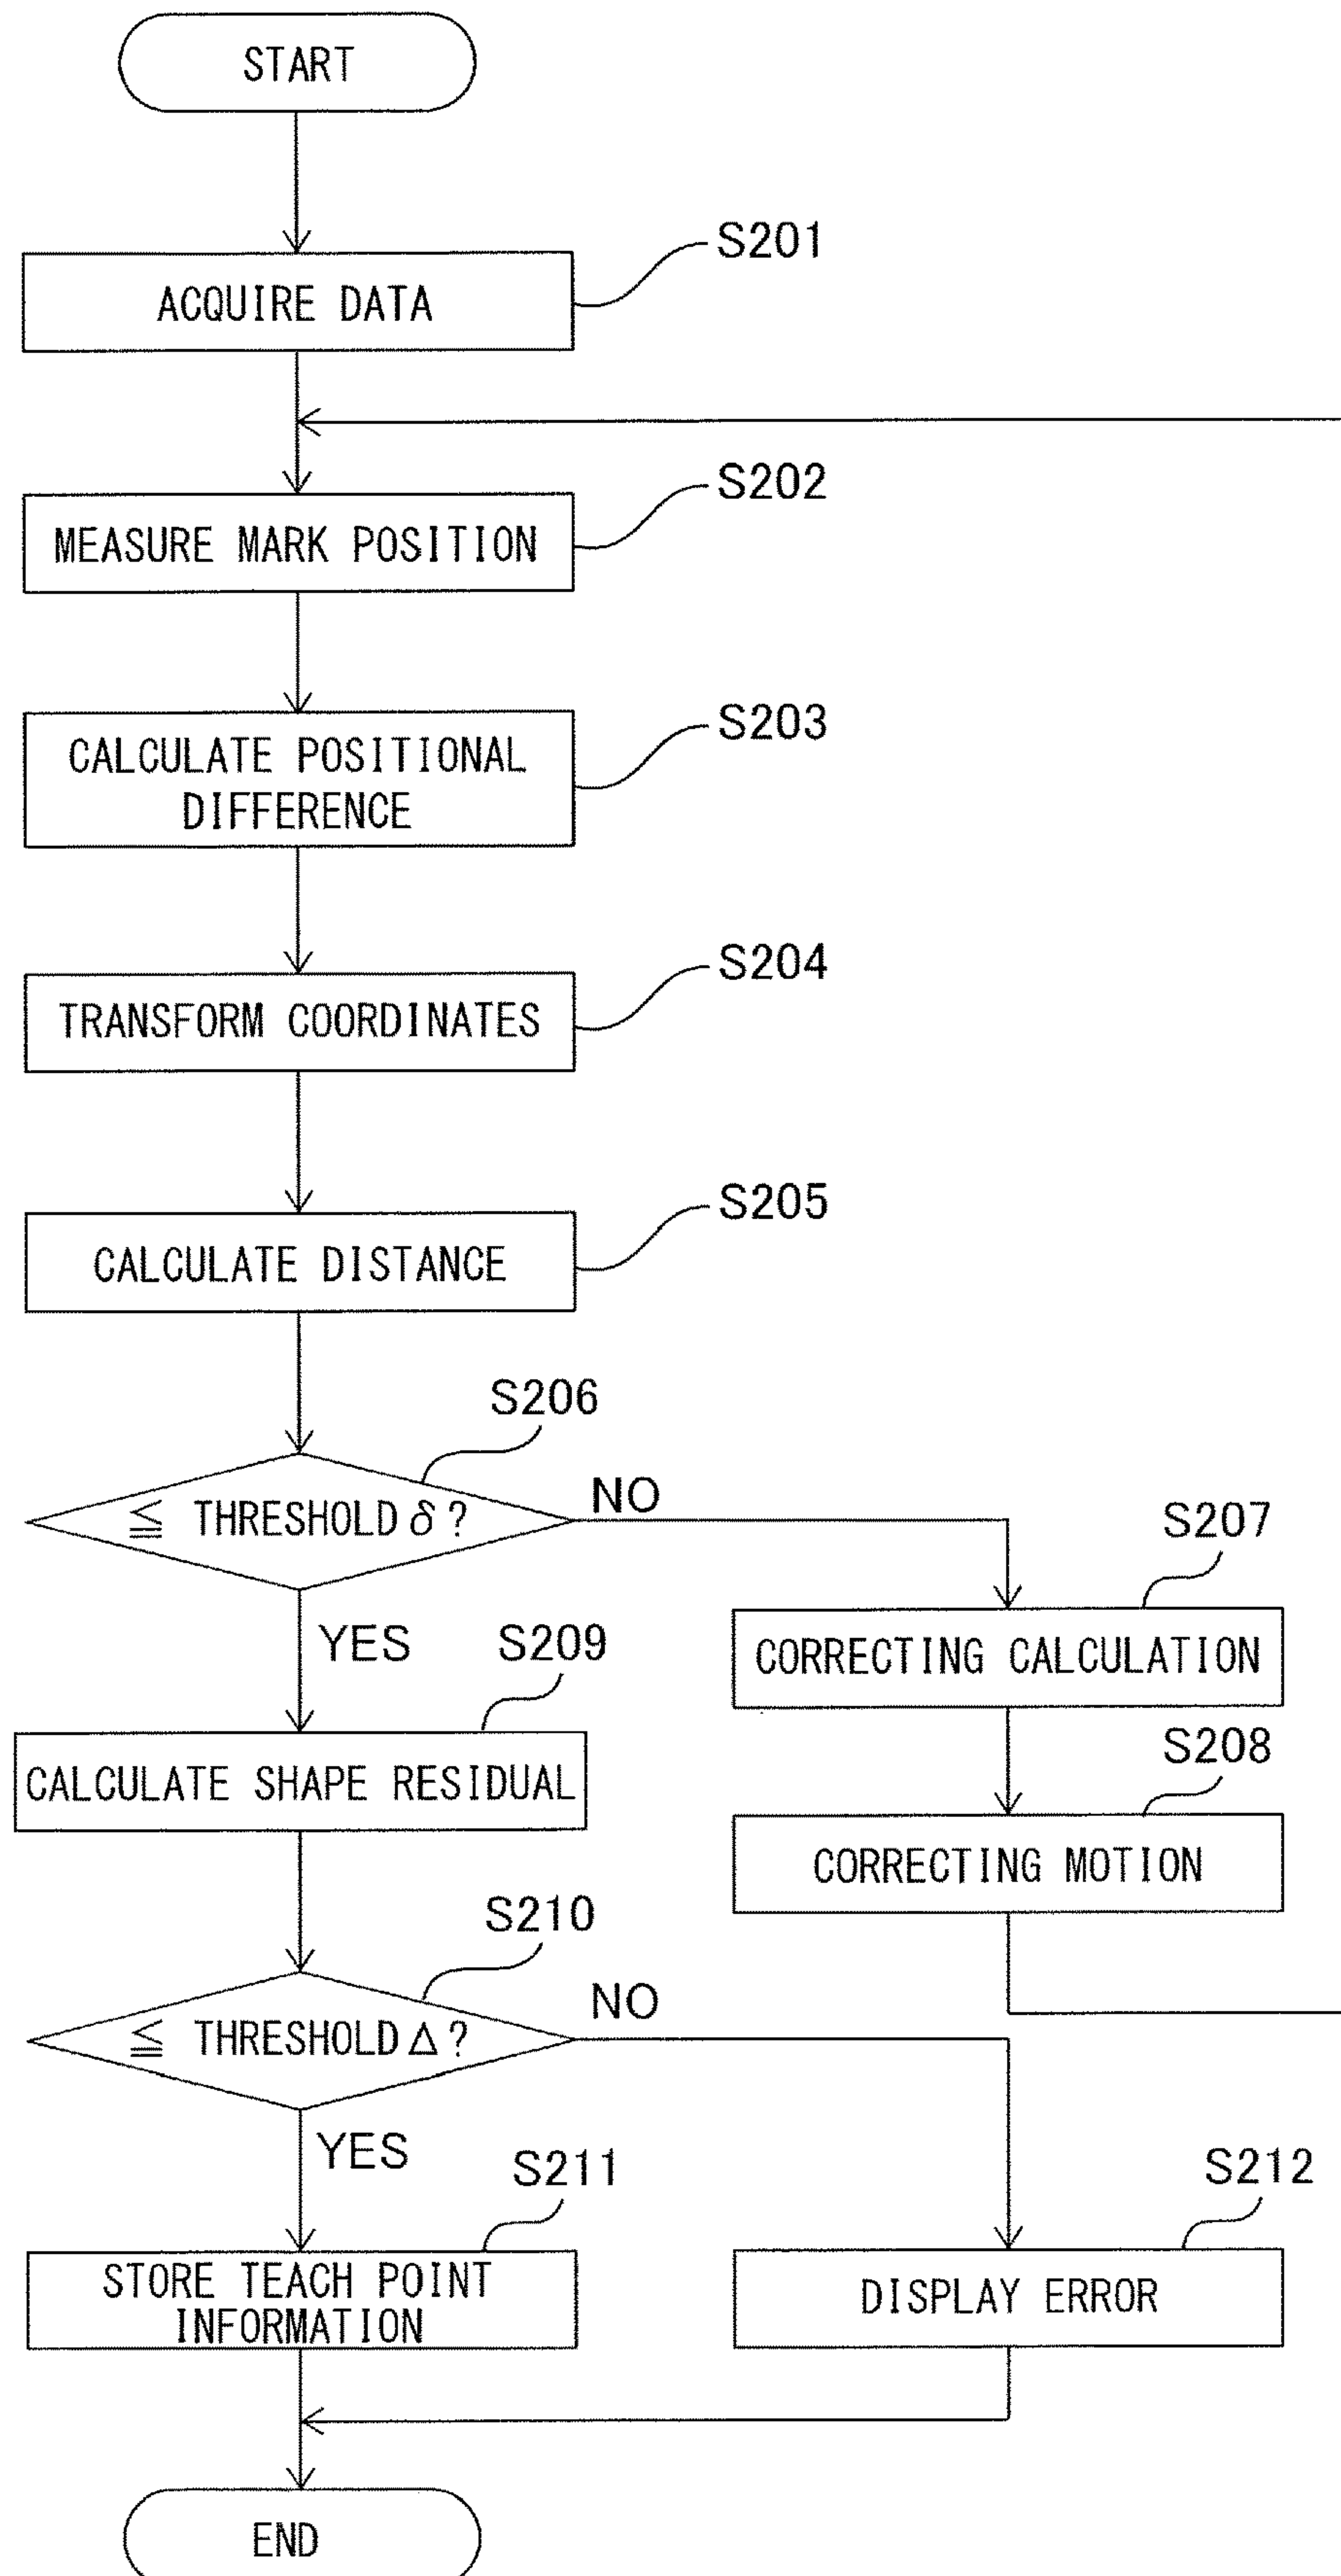 START
S201
ACQUIRE DATA
S202
MEASURE MARK POSITION
S203
CALCULATE POSITIONAL
DIFFERENCE
S204
TRANSFORM COORDINATES
S205
CALCULATE DISTANCE
S206
≦ THRESHOLD δ?
NO
S207
CORRECTING CALCULATION
YES
S209
CALCULATE SHAPE RESIDUAL
S208
CORRECTING MOTION
S210
≦ THRESHOLD Δ?
NO
YES
S211
STORE TEACH POINT
INFORMATION
S212
DISPLAY ERROR
END